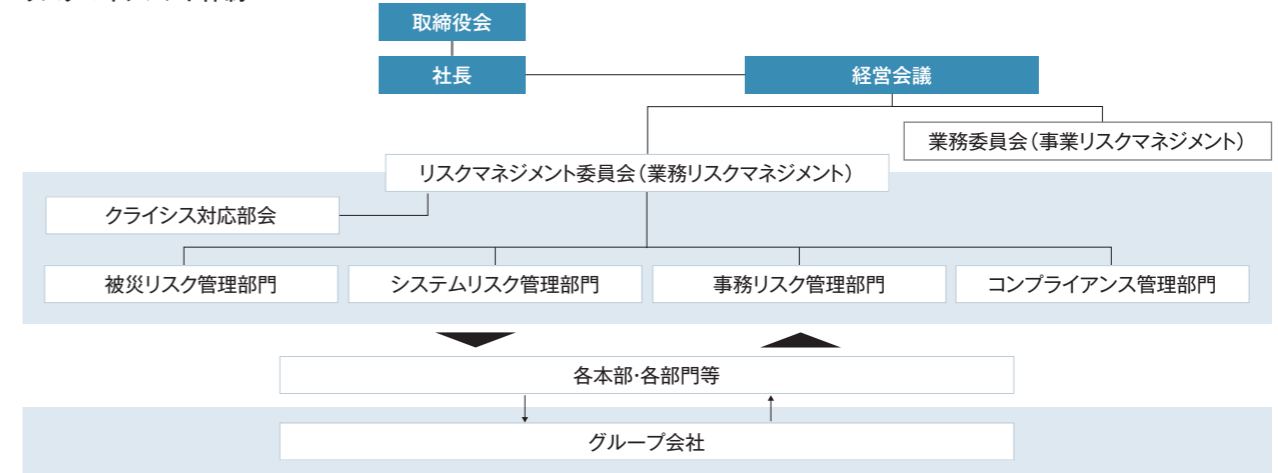 取締役会
社長
経営会議
業務委員会（事業リスクマネジメント）
リスクマネジメント委員会（業務リスクマネジメント）
クライシス対応部会
被災リスク管理部門
システムリスク管理部門
事務リスク管理部門
コンプライアンス管理部門
各本部・各部門等
グループ会社